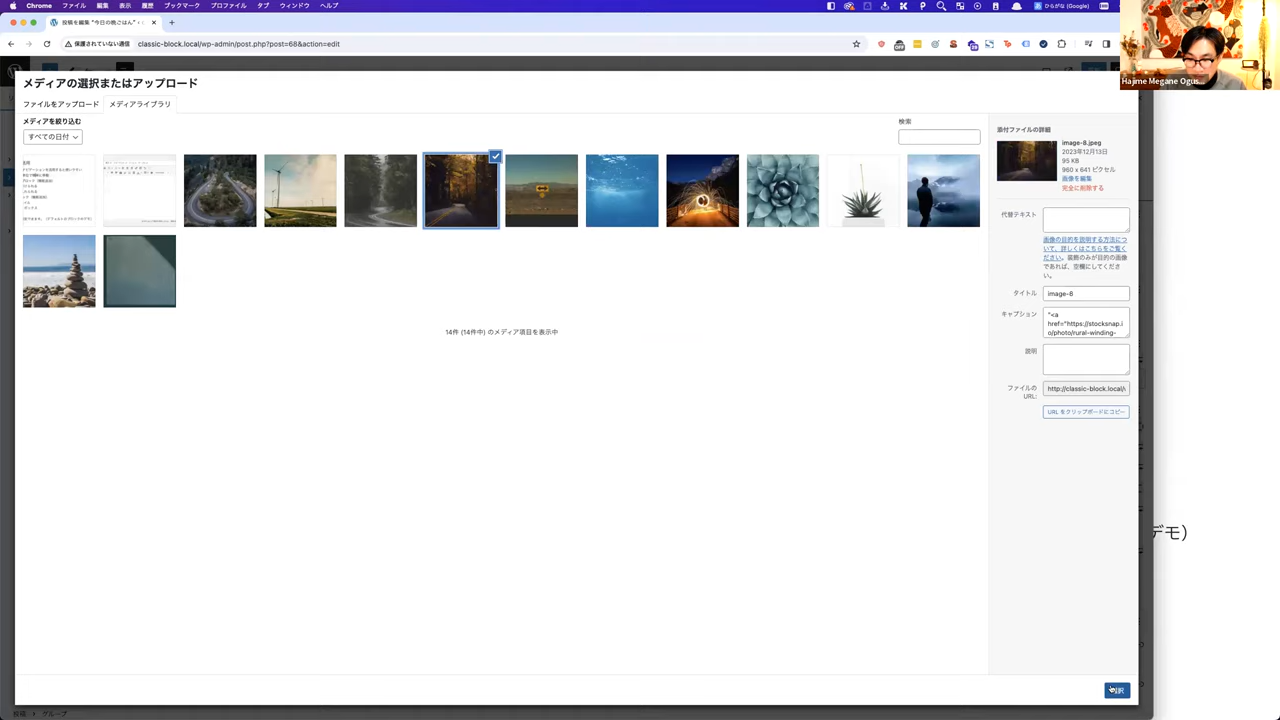 Chrome ファイル 編集 表示 履歴 ブックマーク プロフィール タブ ウィンドウ ヘルプ
ひらがな (Google)
投稿を編集 "今日の晩ごはん" ‹
保護されていない通信 classic-block.local/wp-admin/post.php?post=68&action=edit
OFF
Hajime Megane Ogus...
メディアの選択またはアップロード
ファイルをアップロード メディアライブラリ
メディアを絞り込む
すべての日付
検索
添付ファイルの詳細
image-8.jpeg
2023年12月13日
95 KB
960 x 641 ピクセル
画像を編集
完全に削除する
代替テキスト
画像の目的を説明する方法につ
いて、詳しくはこちらをご覧く
ださい。装飾のみが目的の画像
であれば、空欄にしてくださ
い。
タイトル image-8
キャプション "<a
href="https://stocksnap.i
o/photo/rural-winding-
説明
ファイルの
URL:
http://classic-block.local/
URL をクリップボードにコピー
14件 (14件中) のメディア項目を表示中
デモ)
択
投稿 › グループ